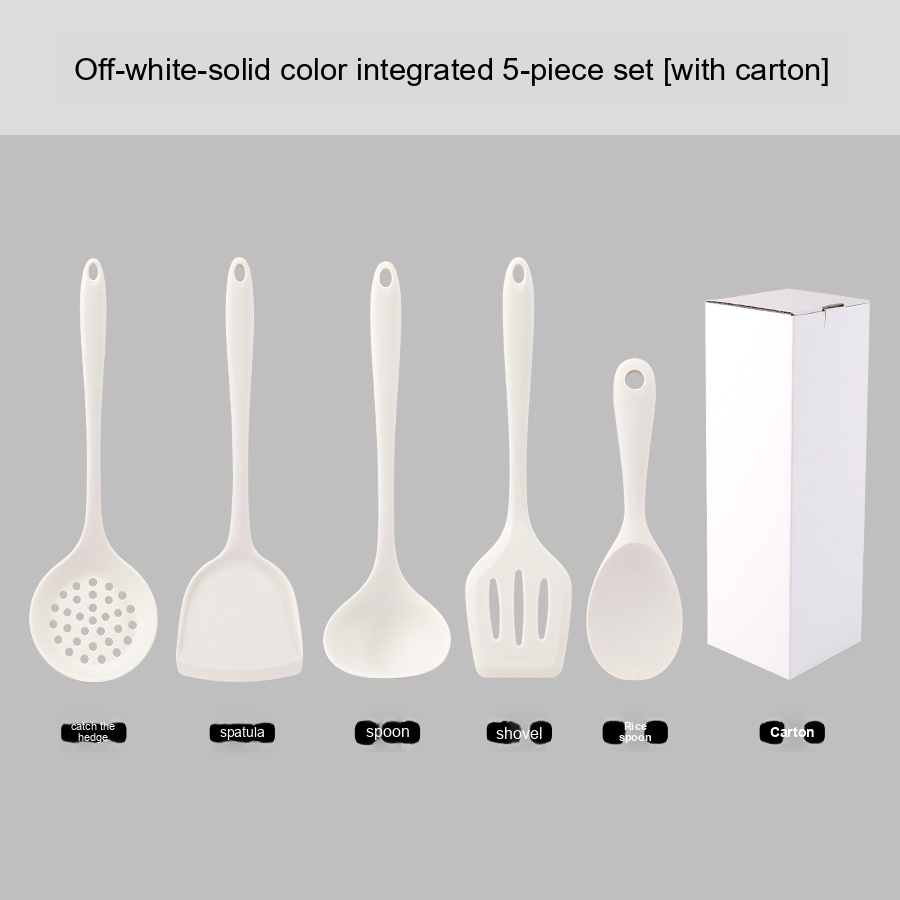 Off-white-solid color integrated 5-piece set [with carton]
catch the
hedge
spatula
spoon
shovel
Rice
spoon
Carton